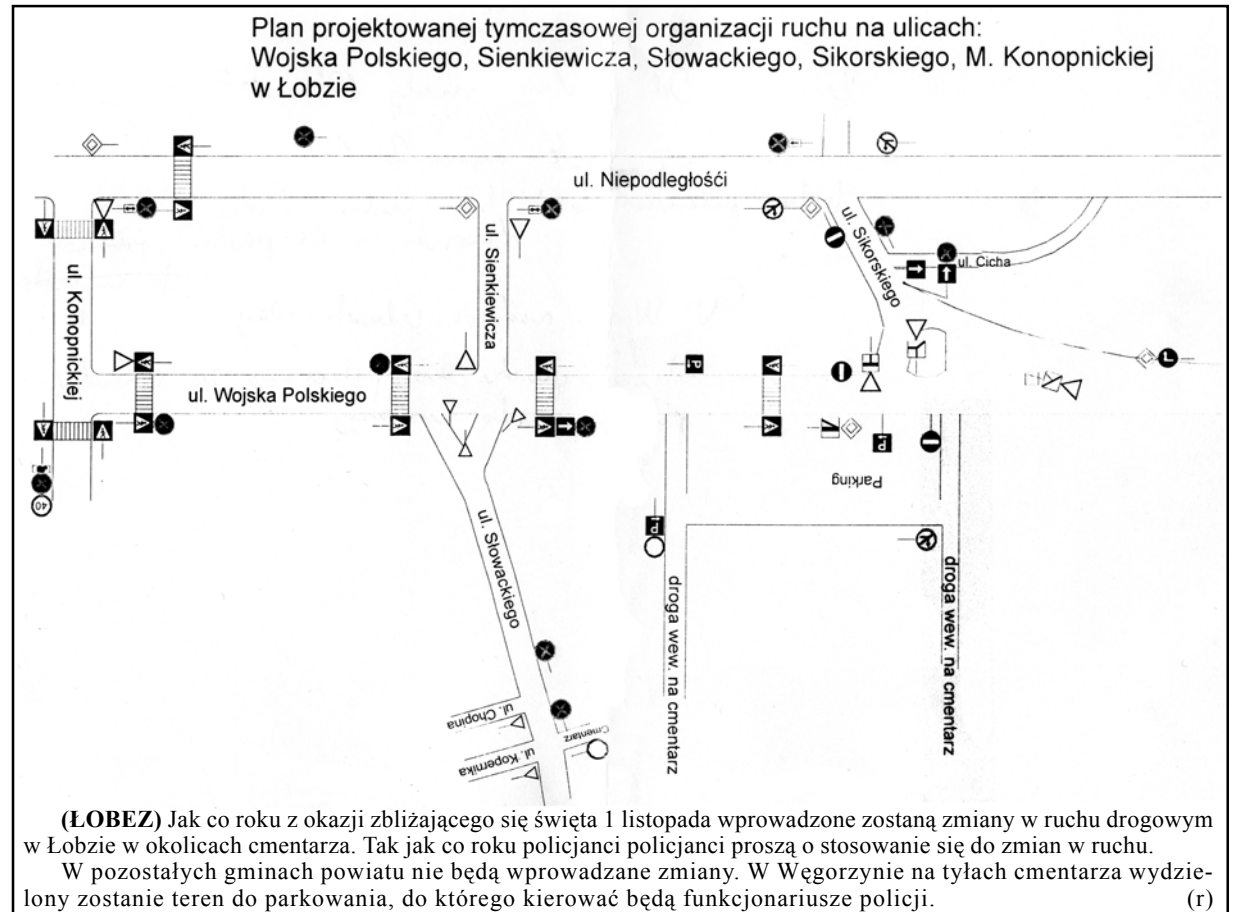 Plan projektowanej tymczasowej organizacji ruchu na ulicach:
Wojska Polskiego, Sienkiewicza, Słowackiego, Sikorskiego, M. Konopnickiej
w Łobzie
ul. Niepodległośći
ul. Konopnickiej
ul. Sienkiewicza
ul. Sikorskiego
ul. Cicha
ul. Wojska Polskiego
ul. Słowackiego
P
P
P
Parking
40
droga wew. na cmentarz
droga wew. na cmentarz
ul. Chopina
cmentarz
ul. Kopernika
(ŁOBEZ) Jak co roku z okazji zbliżającego się święta 1 listopada wprowadzone zostaną zmiany w ruchu drogowym
w Łobzie w okolicach cmentarza. Tak jak co roku policjanci policjanci proszą o stosowanie się do zmian w ruchu.
W pozostałych gminach powiatu nie będą wprowadzane zmiany. W Węgorzynie na tyłach cmentarza wydzie-
lony zostanie teren do parkowania, do którego kierować będą funkcjonariusze policji. (r)